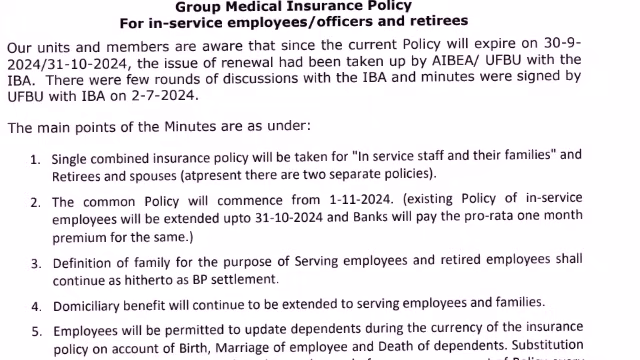 Group Medical Insurance Policy
For in-service employees/officers and retirees
Our units and members are aware that since the current Policy will expire on 30-9-
2024/31-10-2024, the issue of renewal had been taken up by AIBEA/ UFBU with the
IBA. There were few rounds of discussions with the IBA and minutes were signed by
UFBU with IBA on 2-7-2024.
The main points of the Minutes are as under:
1. Single combined insurance policy will be taken for "In service staff and their families" and
Retirees and spouses (atpresent there are two separate policies).
2. The common Policy will commence from 1-11-2024. (existing Policy of in-service
employees will be extended upto 31-10-2024 and Banks will pay the pro-rata one month
premium for the same.)
3. Definition of family for the purpose of Serving employees and retired employees shall
continue as hitherto as BP settlement.
4. Domiciliary benefit will continue to be extended to serving employees and families.
5. Employees will be permitted to update dependents during the currency of the insurance
policy on account of Birth, Marriage of employee and Death of dependents. Substitution